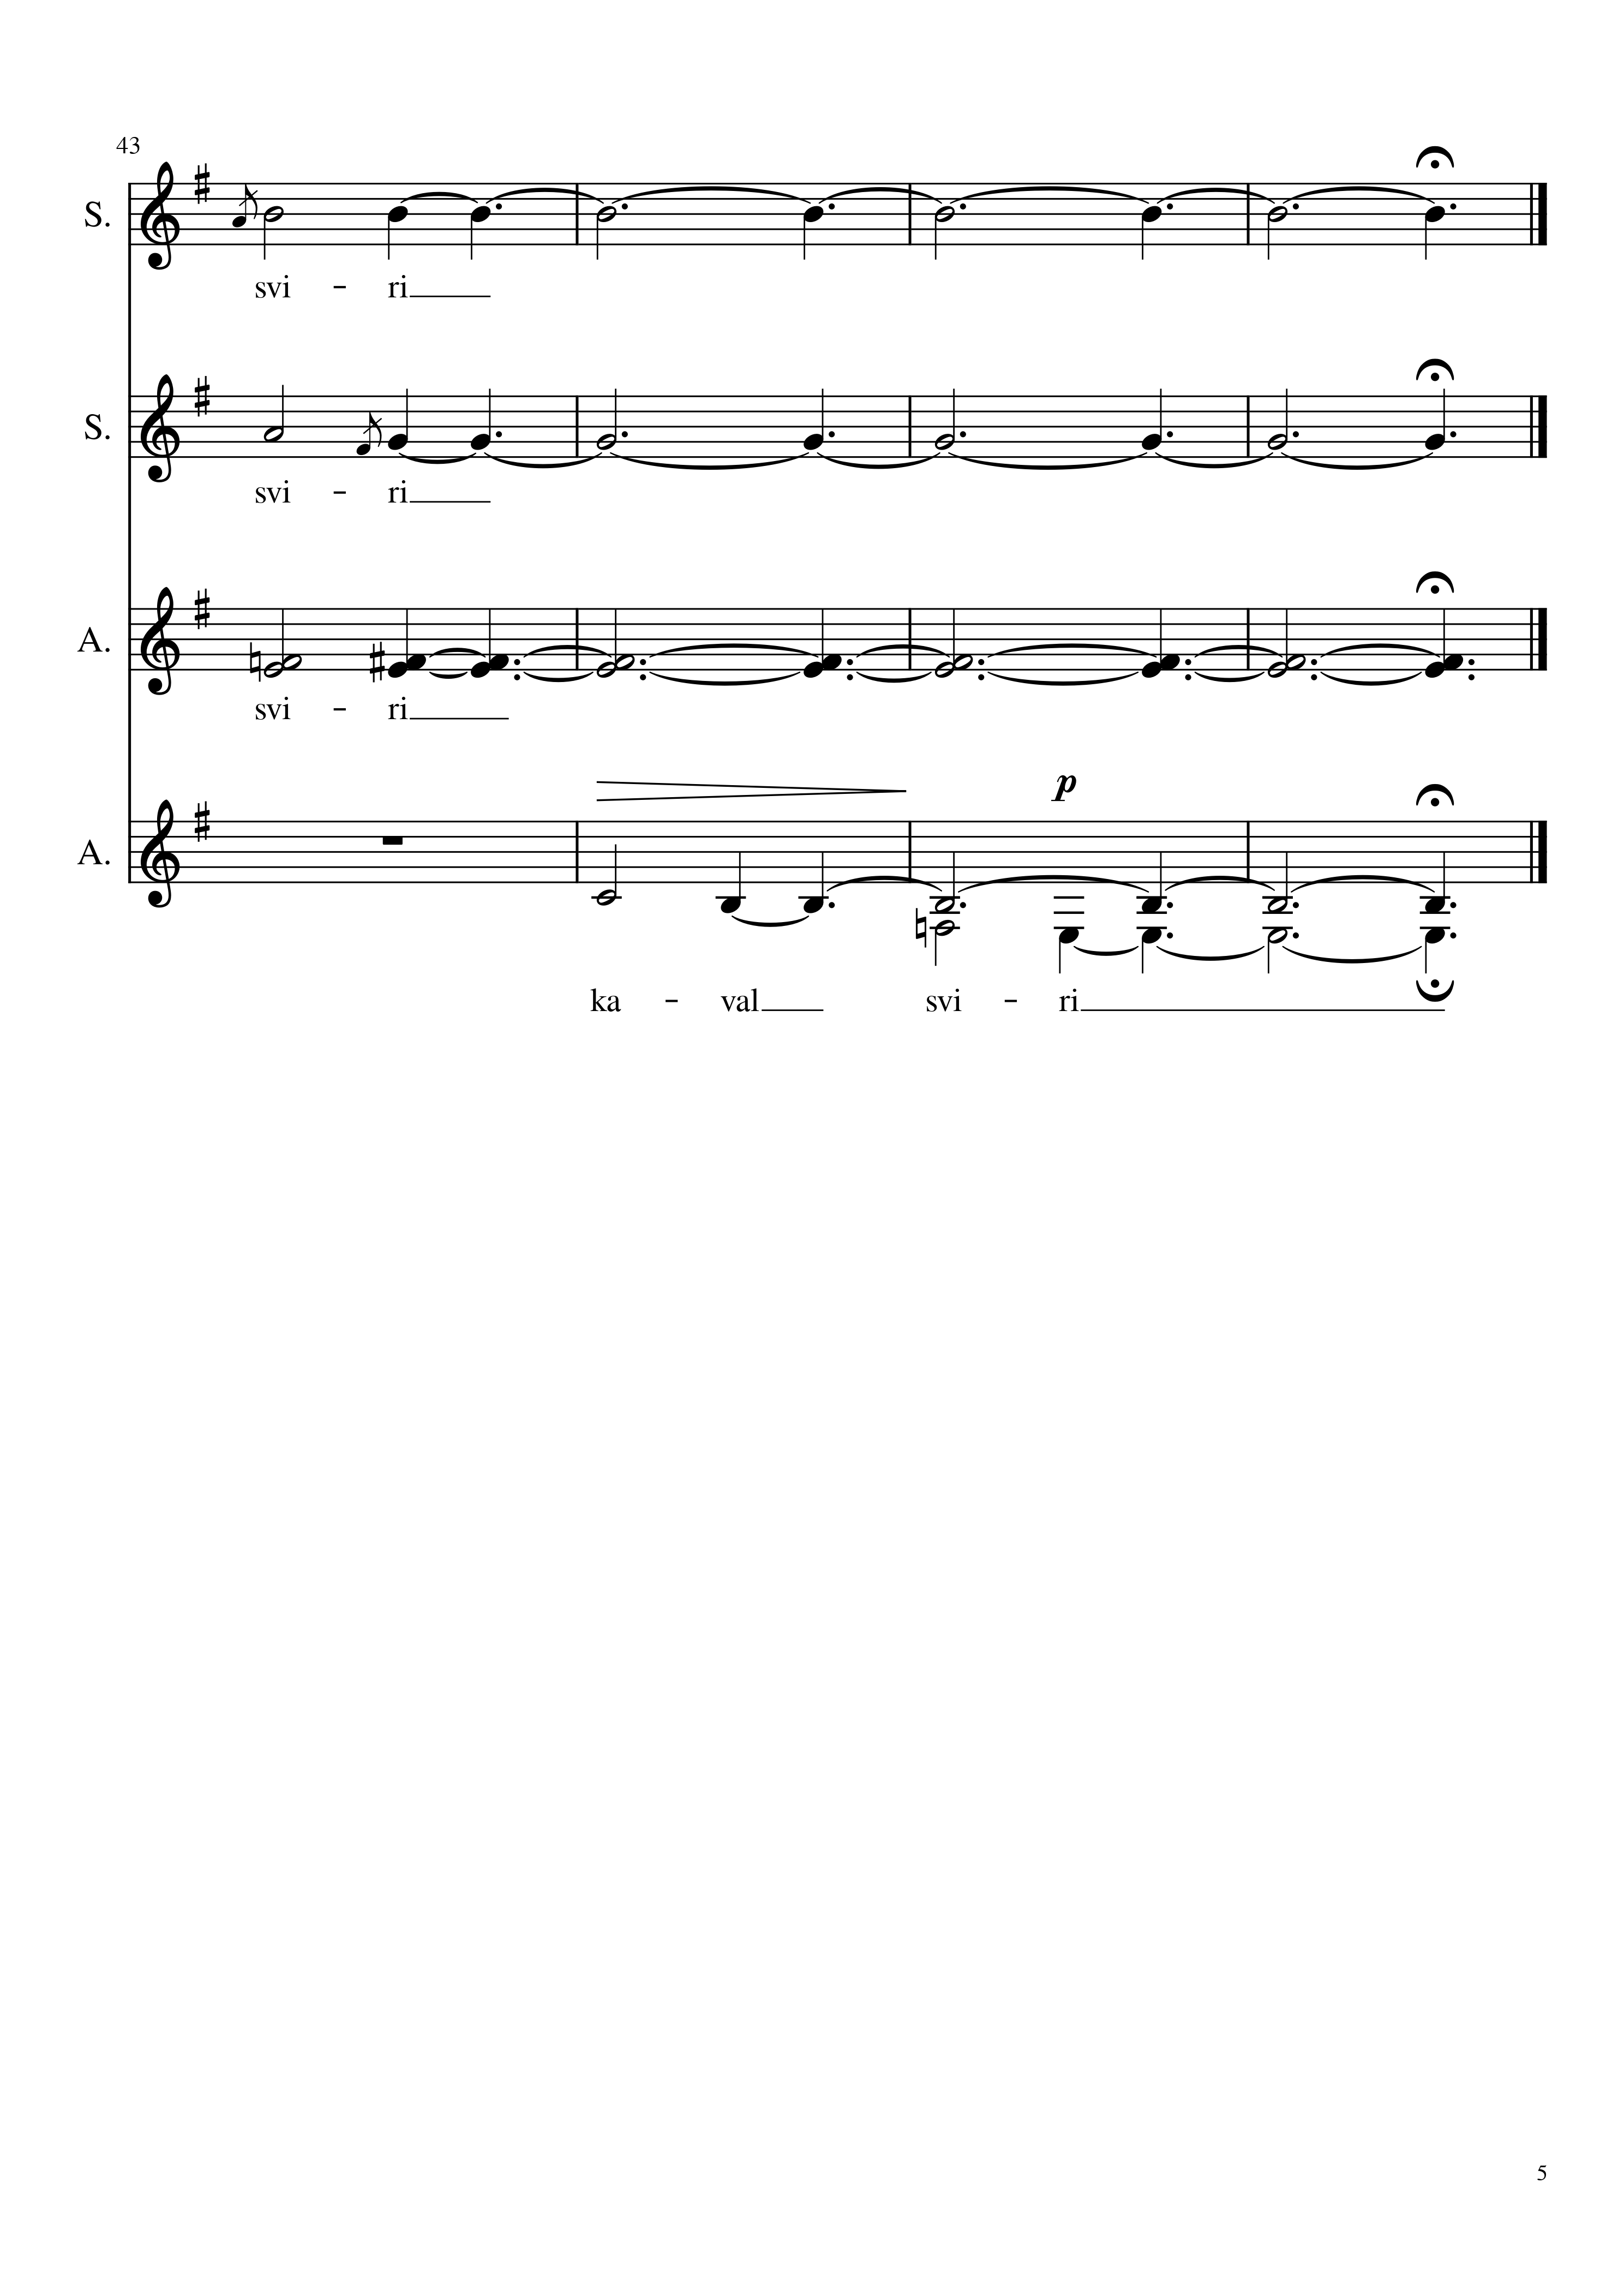 43
S.
svi - ri
S.
svi - ri
A.
svi - ri
p
A.
ka - val svi - ri
5